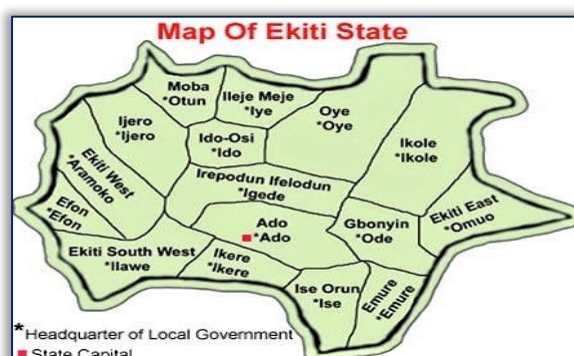 Map Of Ekiti State
Moba
*Otun
Ileje Meje
*Iye
Oye
*Oye
Ijero
*Ijero
Ido-Osi
*Ido
Ikole
*Ikole
Ekiti West
*Aramoko
Irepodun Ifelodun
*Igede
Efon
*Efon
Ado
*Ado
Gbonyin
*Ode
Ekiti East
*Omuo
Ekiti South West
*Ilawe
Ikere
*Ikere
Ise Orun
*Ise
Emure
*Emure
*Headquarter of Local Government
State Capital